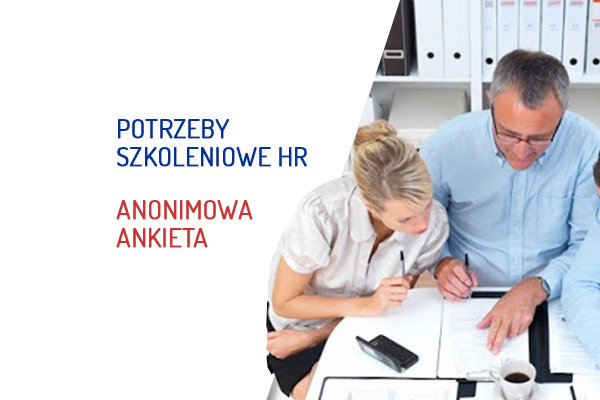 POTRZEBY
SZKOLENIOWE HR
ANONIMOWA
ANKIETA